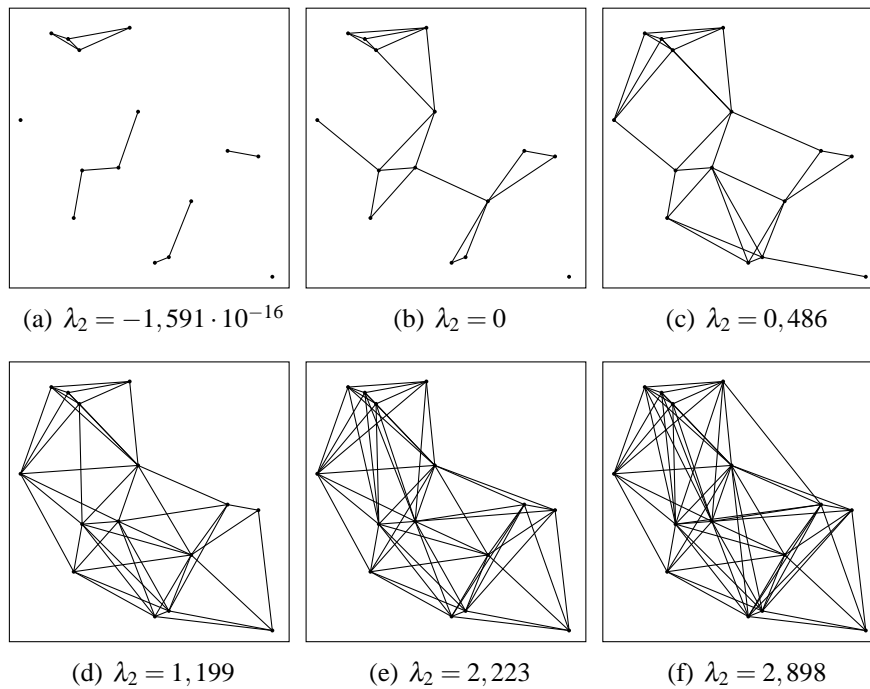 (a) λ₂ = −1,591 · 10⁻¹⁶
(b) λ₂ = 0
(c) λ₂ = 0,486
(d) λ₂ = 1,199
(e) λ₂ = 2,223
(f) λ₂ = 2,898